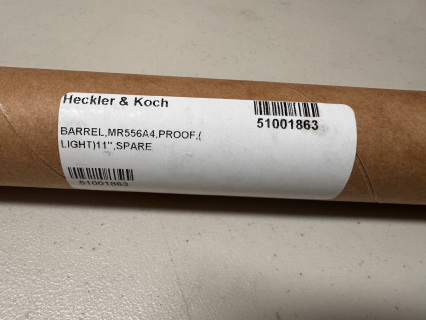 Heckler & Koch
51001863
BARREL,MR556A4,PROOF,(
LIGHT)11",SPARE
51001863